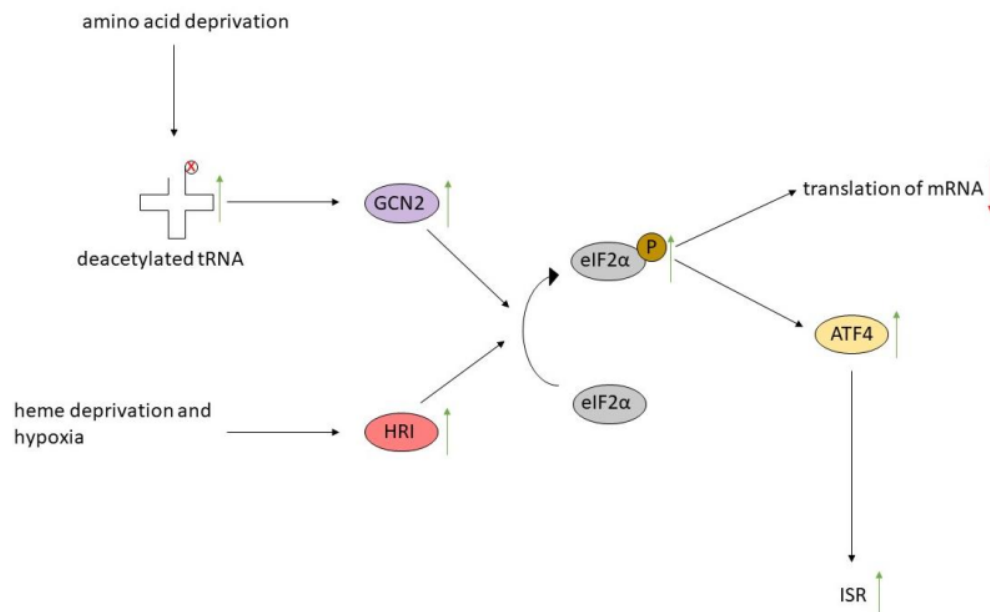 amino acid deprivation
X
deacetylated tRNA
GCN2
translation of mRNA
P
eIF2α
ATF4
eIF2α
heme deprivation and
hypoxia
HRI
ISR